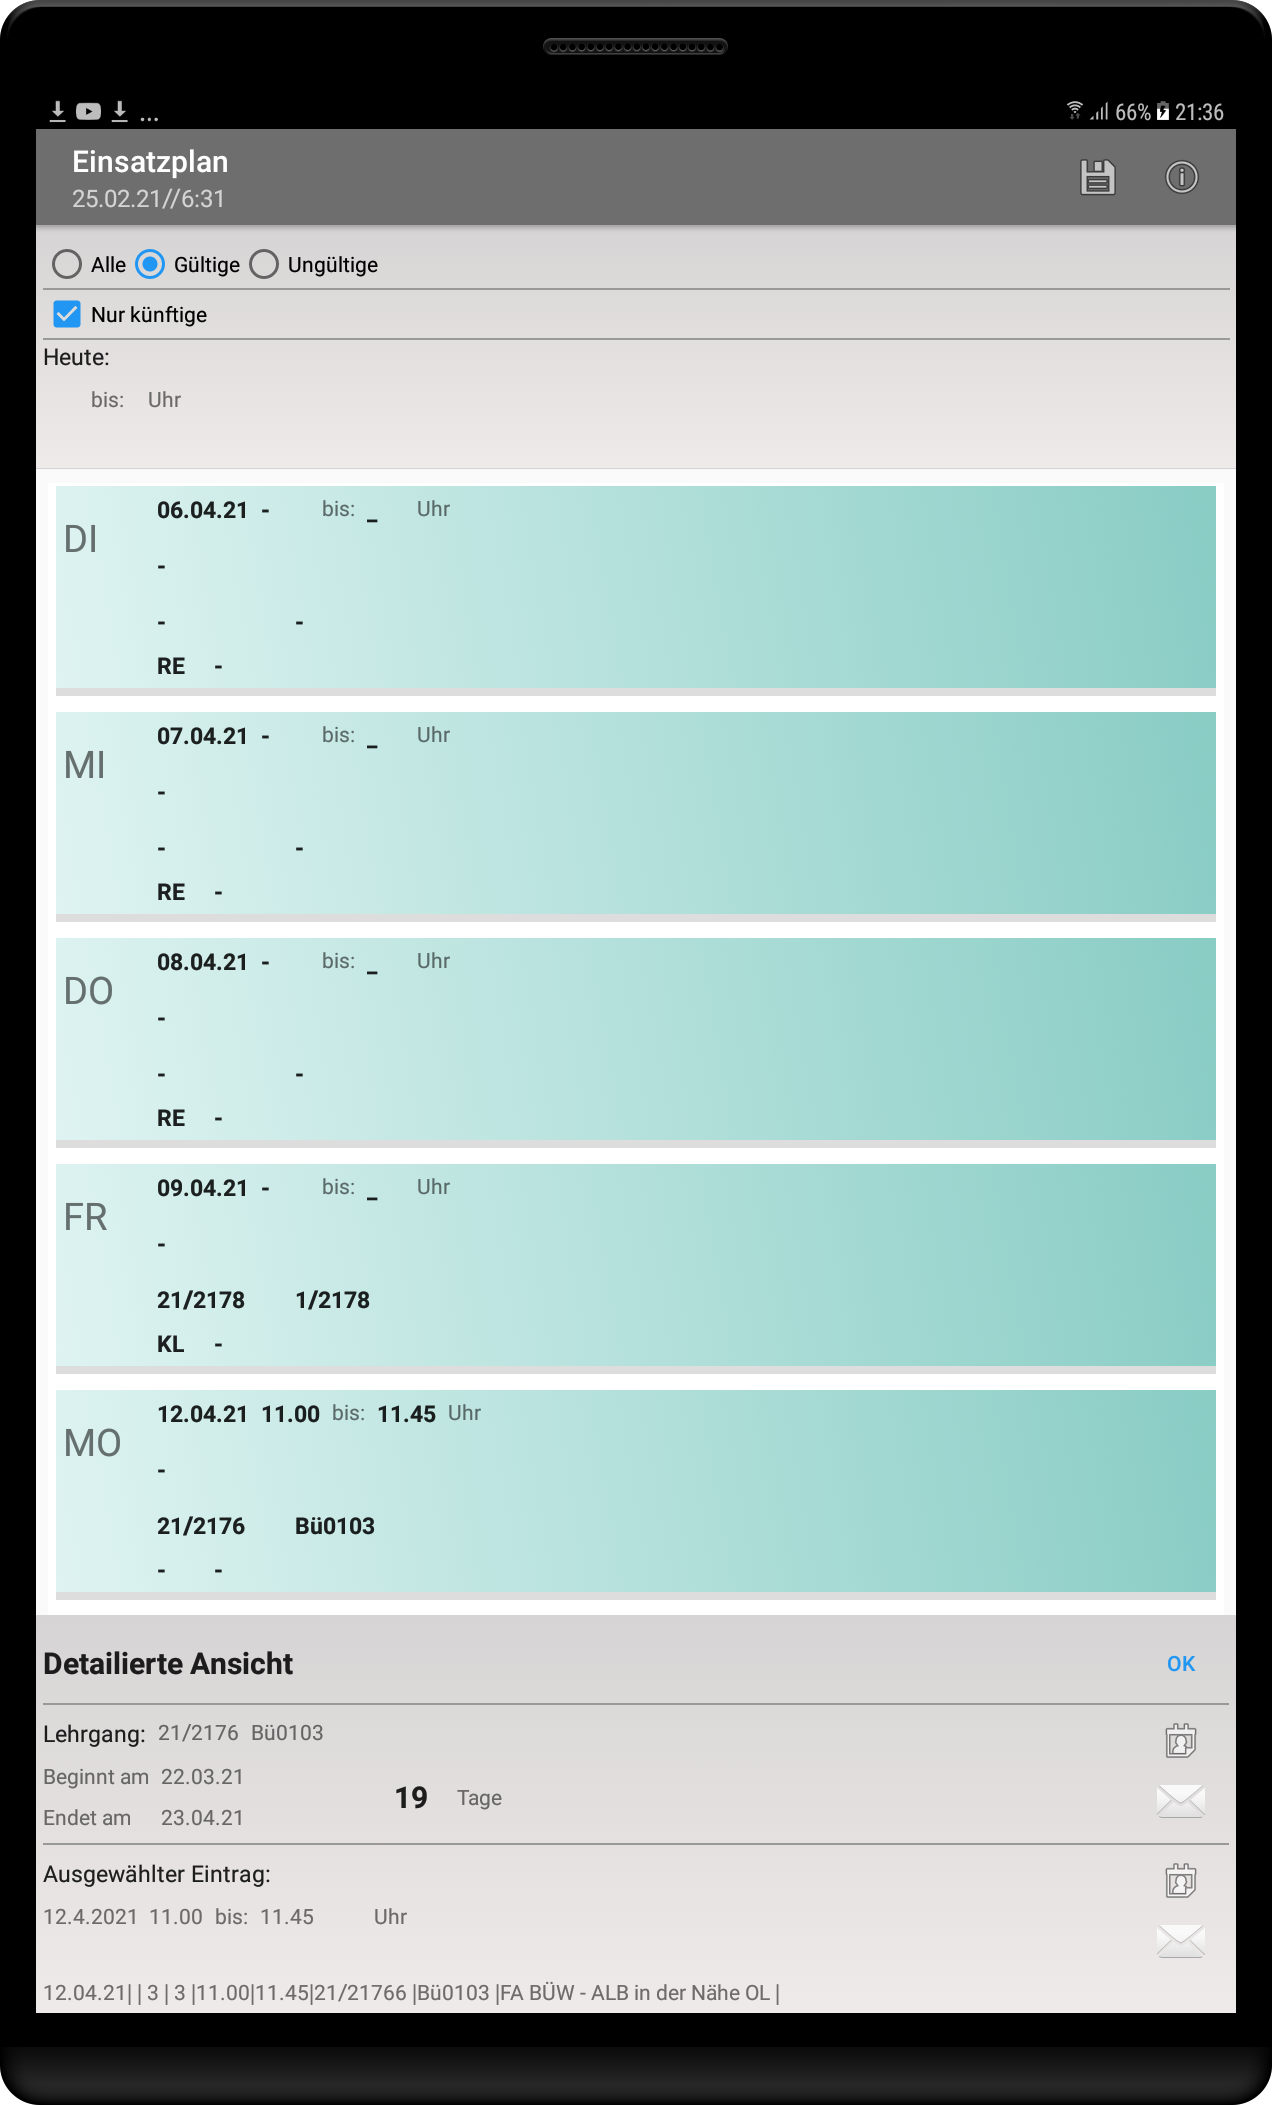 ... 66% 21:36
Einsatzplan
25.02.21//6:31
Alle Gültige Ungültige
Nur künftige
Heute:
bis: Uhr
DI 06.04.21 - bis: _ Uhr
-
- -
RE -
MI 07.04.21 - bis: _ Uhr
-
- -
RE -
DO 08.04.21 - bis: _ Uhr
-
- -
RE -
FR 09.04.21 - bis: _ Uhr
-
21/2178 1/2178
KL -
MO 12.04.21 11.00 bis: 11.45 Uhr
-
21/2176 Bü0103
- -
Detailierte Ansicht OK
Lehrgang: 21/2176 Bü0103
Beginnt am 22.03.21
19 Tage
Endet am 23.04.21
Ausgewählter Eintrag:
12.4.2021 11.00 bis: 11.45 Uhr
12.04.21| | 3 | 3 |11.00|11.45|21/21766 |Bü0103 |FA BÜW - ALB in der Nähe OL |